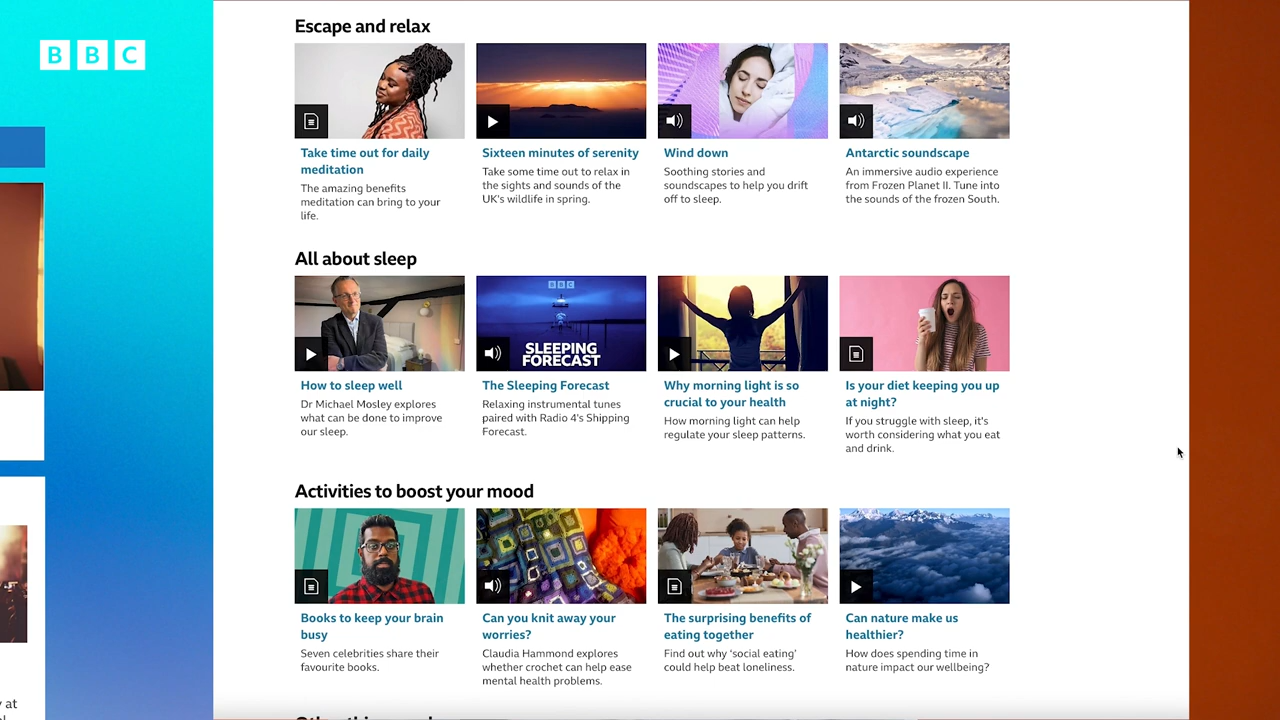 BBC
Escape and relax
Take time out for daily
meditation
The amazing benefits
meditation can bring to your
life.
Sixteen minutes of serenity
Take some time out to relax in
the sights and sounds of the
UK's wildlife in spring.
Wind down
Soothing stories and
soundscapes to help you drift
off to sleep.
Antarctic soundscape
An immersive audio experience
from Frozen Planet II. Tune into
the sounds of the frozen South.
All about sleep
How to sleep well
Dr Michael Mosley explores
what can be done to improve
our sleep.
BBC
SLEEPING
FORECAST
The Sleeping Forecast
Relaxing instrumental tunes
paired with Radio 4's Shipping
Forecast.
Why morning light is so
crucial to your health
How morning light can help
regulate your sleep patterns.
Is your diet keeping you up
at night?
If you struggle with sleep, it's
worth considering what you eat
and drink.
Activities to boost your mood
Books to keep your brain
busy
Seven celebrities share their
favourite books.
Can you knit away your
worries?
Claudia Hammond explores
whether crochet can help ease
mental health problems.
The surprising benefits of
eating together
Find out why ‘social eating’
could help beat loneliness.
Can nature make us
healthier?
How does spending time in
nature impact our wellbeing?
at